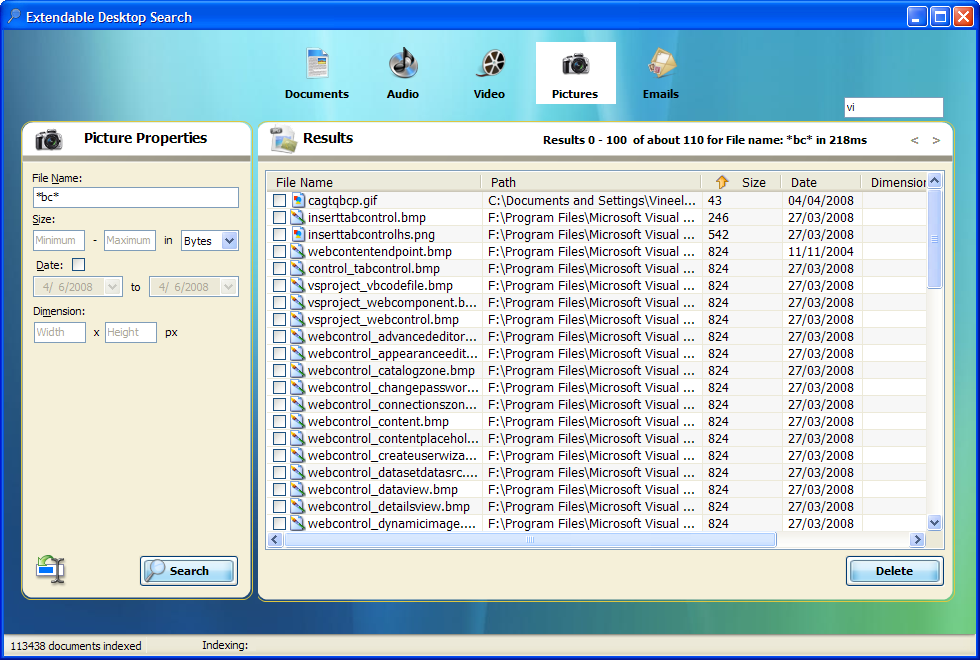 Extendable Desktop Search
Documents Audio Video Pictures Emails
vi
Picture Properties
File Name:
*bc*
Size:
Minimum - Maximum in Bytes
Date:
4/ 6/2008 to 4/ 6/2008
Dimension:
Width x Height px
Search
Results
Results 0 - 100 of about 110 for File name: *bc* in 218ms < >
File Name Path Size Date Dimension
cagtqbcp.gif C:\Documents and Settings\Vineel... 43 04/04/2008
inserttabcontrol.bmp F:\Program Files\Microsoft Visual ... 246 27/03/2008
inserttabcontrolhs.png F:\Program Files\Microsoft Visual ... 542 27/03/2008
webcontentendpoint.bmp F:\Program Files\Microsoft Visual ... 824 11/11/2004
control_tabcontrol.bmp F:\Program Files\Microsoft Visual ... 824 27/03/2008
vsproject_vbcodefile.bmp F:\Program Files\Microsoft Visual ... 824 27/03/2008
vsproject_webcomponent.b... F:\Program Files\Microsoft Visual ... 824 27/03/2008
vsproject_webcontrol.bmp F:\Program Files\Microsoft Visual ... 824 27/03/2008
webcontrol_advancededitor... F:\Program Files\Microsoft Visual ... 824 27/03/2008
webcontrol_appearanceedit... F:\Program Files\Microsoft Visual ... 824 27/03/2008
webcontrol_catalogzone.bmp F:\Program Files\Microsoft Visual ... 824 27/03/2008
webcontrol_changepasswor... F:\Program Files\Microsoft Visual ... 824 27/03/2008
webcontrol_connectionszon... F:\Program Files\Microsoft Visual ... 824 27/03/2008
webcontrol_content.bmp F:\Program Files\Microsoft Visual ... 824 27/03/2008
webcontrol_contentplacehol... F:\Program Files\Microsoft Visual ... 824 27/03/2008
webcontrol_createuserwiza... F:\Program Files\Microsoft Visual ... 824 27/03/2008
webcontrol_datasetdatasrc.... F:\Program Files\Microsoft Visual ... 824 27/03/2008
webcontrol_dataview.bmp F:\Program Files\Microsoft Visual ... 824 27/03/2008
webcontrol_detailsview.bmp F:\Program Files\Microsoft Visual ... 824 27/03/2008
webcontrol_dynamicimage.... F:\Program Files\Microsoft Visual ... 824 27/03/2008
Delete
113438 documents indexed Indexing: